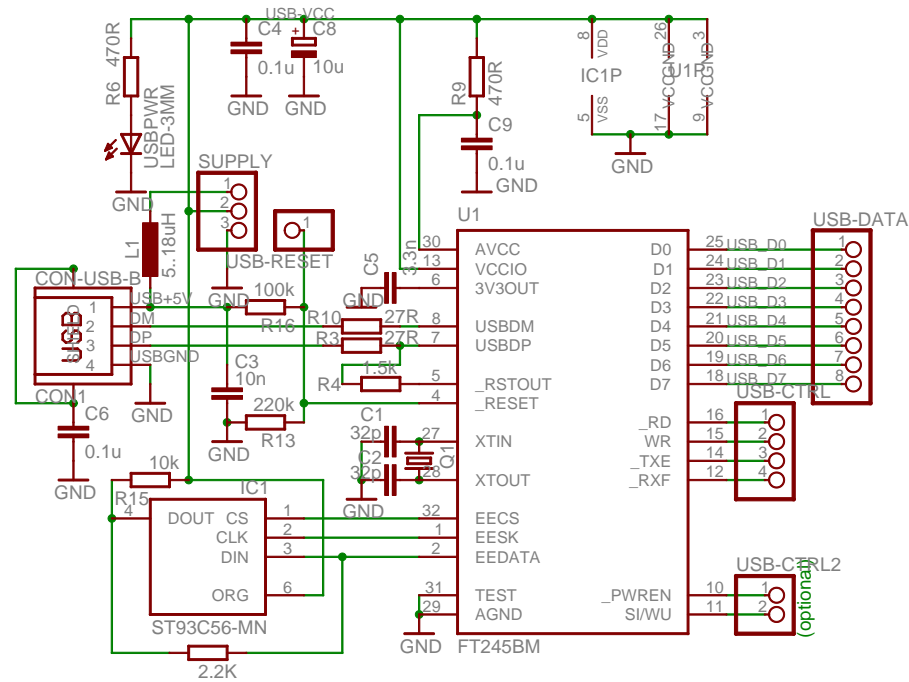 USB-VCC
470R
R6
USBPWR
LED-3MM
GND
C4
0.1u
GND
+
C8
10u
GND
R9
470R
C9
0.1u
GND
8
VDD
IC1P
5
VSS
26
VCCGND
17
3
VCCGND
9
U1P
GND
SUPPLY
1
2
3
GND
1
USB-RESET
L1
5..18uH
CON-USB-B
USB
1
2
3
4
USB+5V
DM
DP
USBGND
CON1
GND
C6
0.1u
GND
100k
R16
C3
10n
GND
220k
R13
C5
3.3n
GND
R10
27R
R3
27R
R4
1.5k
C1
32p
C2
32p
Q1
GND
10k
R15
IC1
4
DOUT
CS
1
CLK
2
DIN
3
ORG
6
ST93C56-MN
2.2K
U1
30
AVCC
13
VCCIO
6
3V3OUT
8
USBDM
7
USBDP
5
_RSTOUT
4
_RESET
27
XTIN
28
XTOUT
32
EECS
1
EESK
2
EEDATA
31
TEST
29
AGND
GND
FT245BM
D0
25
USB_D0
D1
24
USB_D1
D2
23
USB_D2
D3
22
USB_D3
D4
21
USB_D4
D5
20
USB_D5
D6
19
USB_D6
D7
18
USB_D7
_RD
16
WR
15
_TXE
14
_RXF
12
_PWREN
10
SI/WU
11
USB-DATA
1
2
3
4
5
6
7
8
USB-CTRL
1
2
3
4
USB-CTRL2
1
2
(optional)